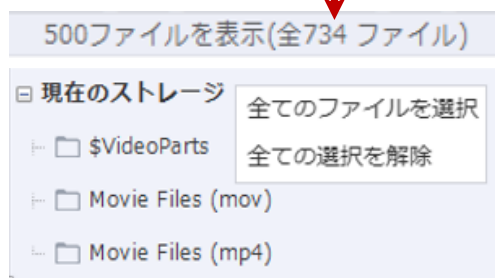 500ファイルを表示(全734 ファイル)
現在のストレージ
全てのファイルを選択
$VideoParts
全ての選択を解除
Movie Files (mov)
Movie Files (mp4)